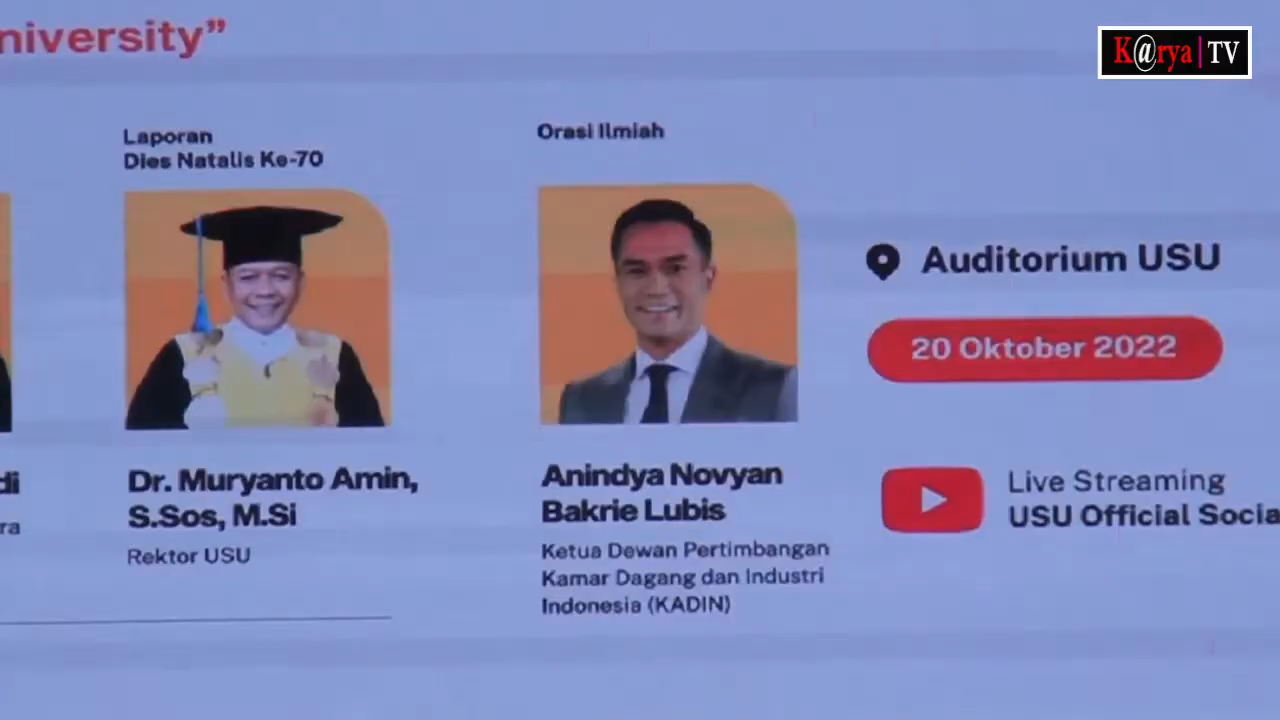 niversity”
K@rya TV
Laporan
Dies Natalis Ke-70
Orasi Ilmiah
Auditorium USU
20 Oktober 2022
di
ra
Dr. Muryanto Amin,
S.Sos, M.Si
Rektor USU
Anindya Novyan
Bakrie Lubis
Ketua Dewan Pertimbangan
Kamar Dagang dan Industri
Indonesia (KADIN)
Live Streaming
USU Official Socia